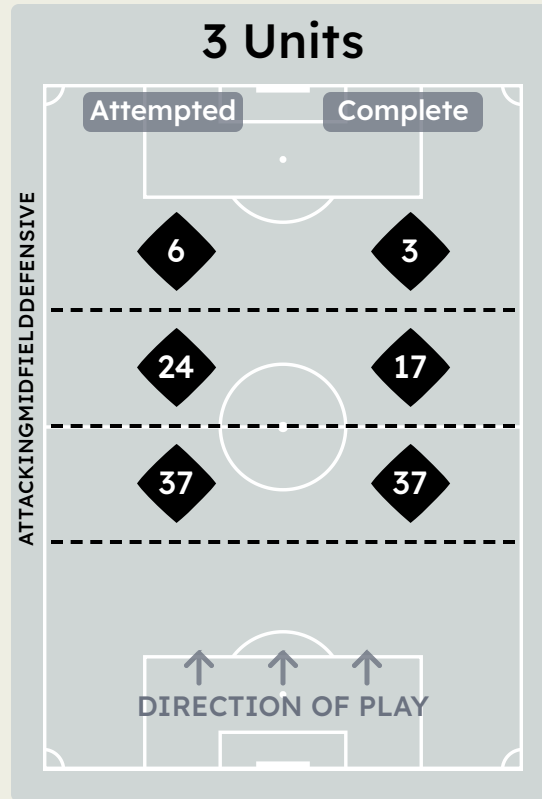 3 Units
Attempted Complete
ATTACKINGMIDFIELDDEFENSIVE
6 3
24 17
37 37
DIRECTION OF PLAY